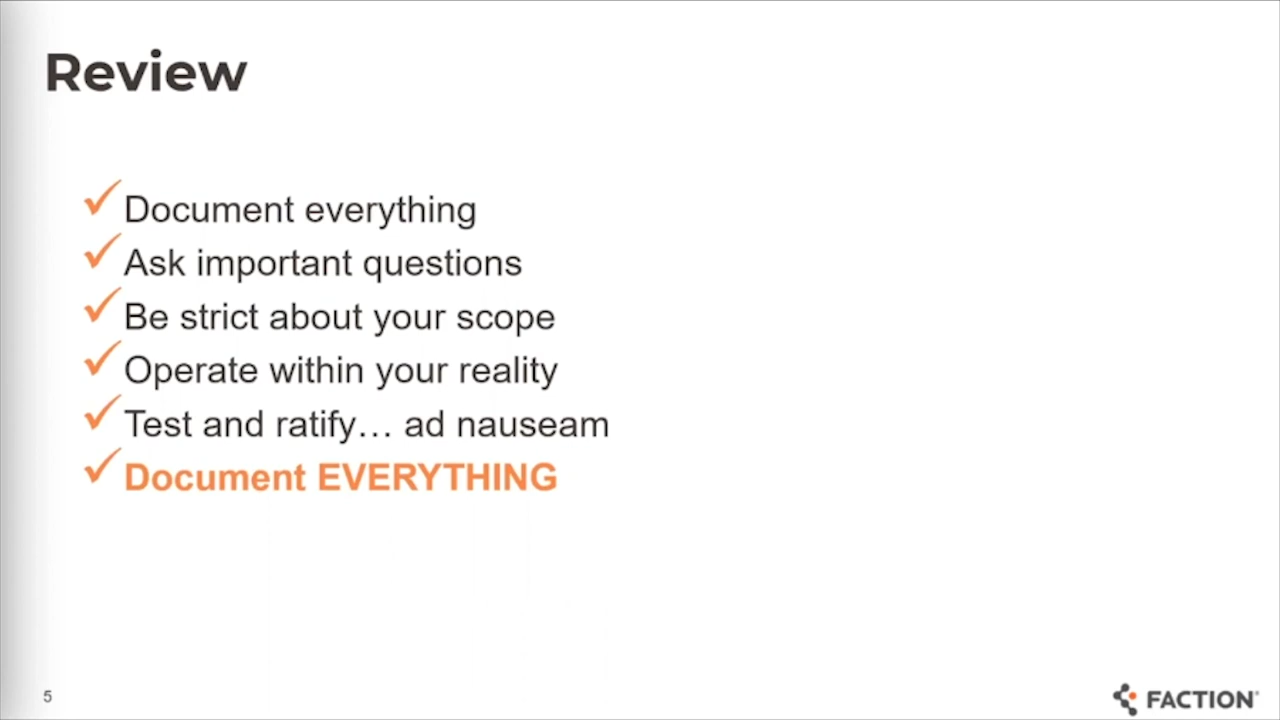 Review
Document everything
Ask important questions
Be strict about your scope
Operate within your reality
Test and ratify… ad nauseam
Document EVERYTHING
5
FACTION®